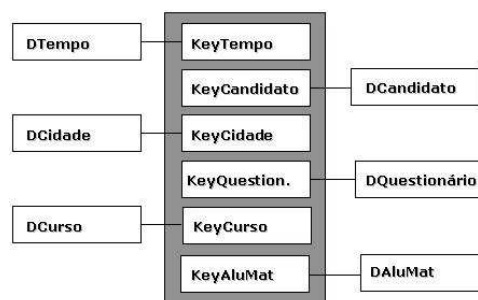 DTempo
KeyTempo
KeyCandidato
DCandidato
DCidade
KeyCidade
KeyQuestion.
DQuestionário
DCurso
KeyCurso
KeyAluMat
DAluMat